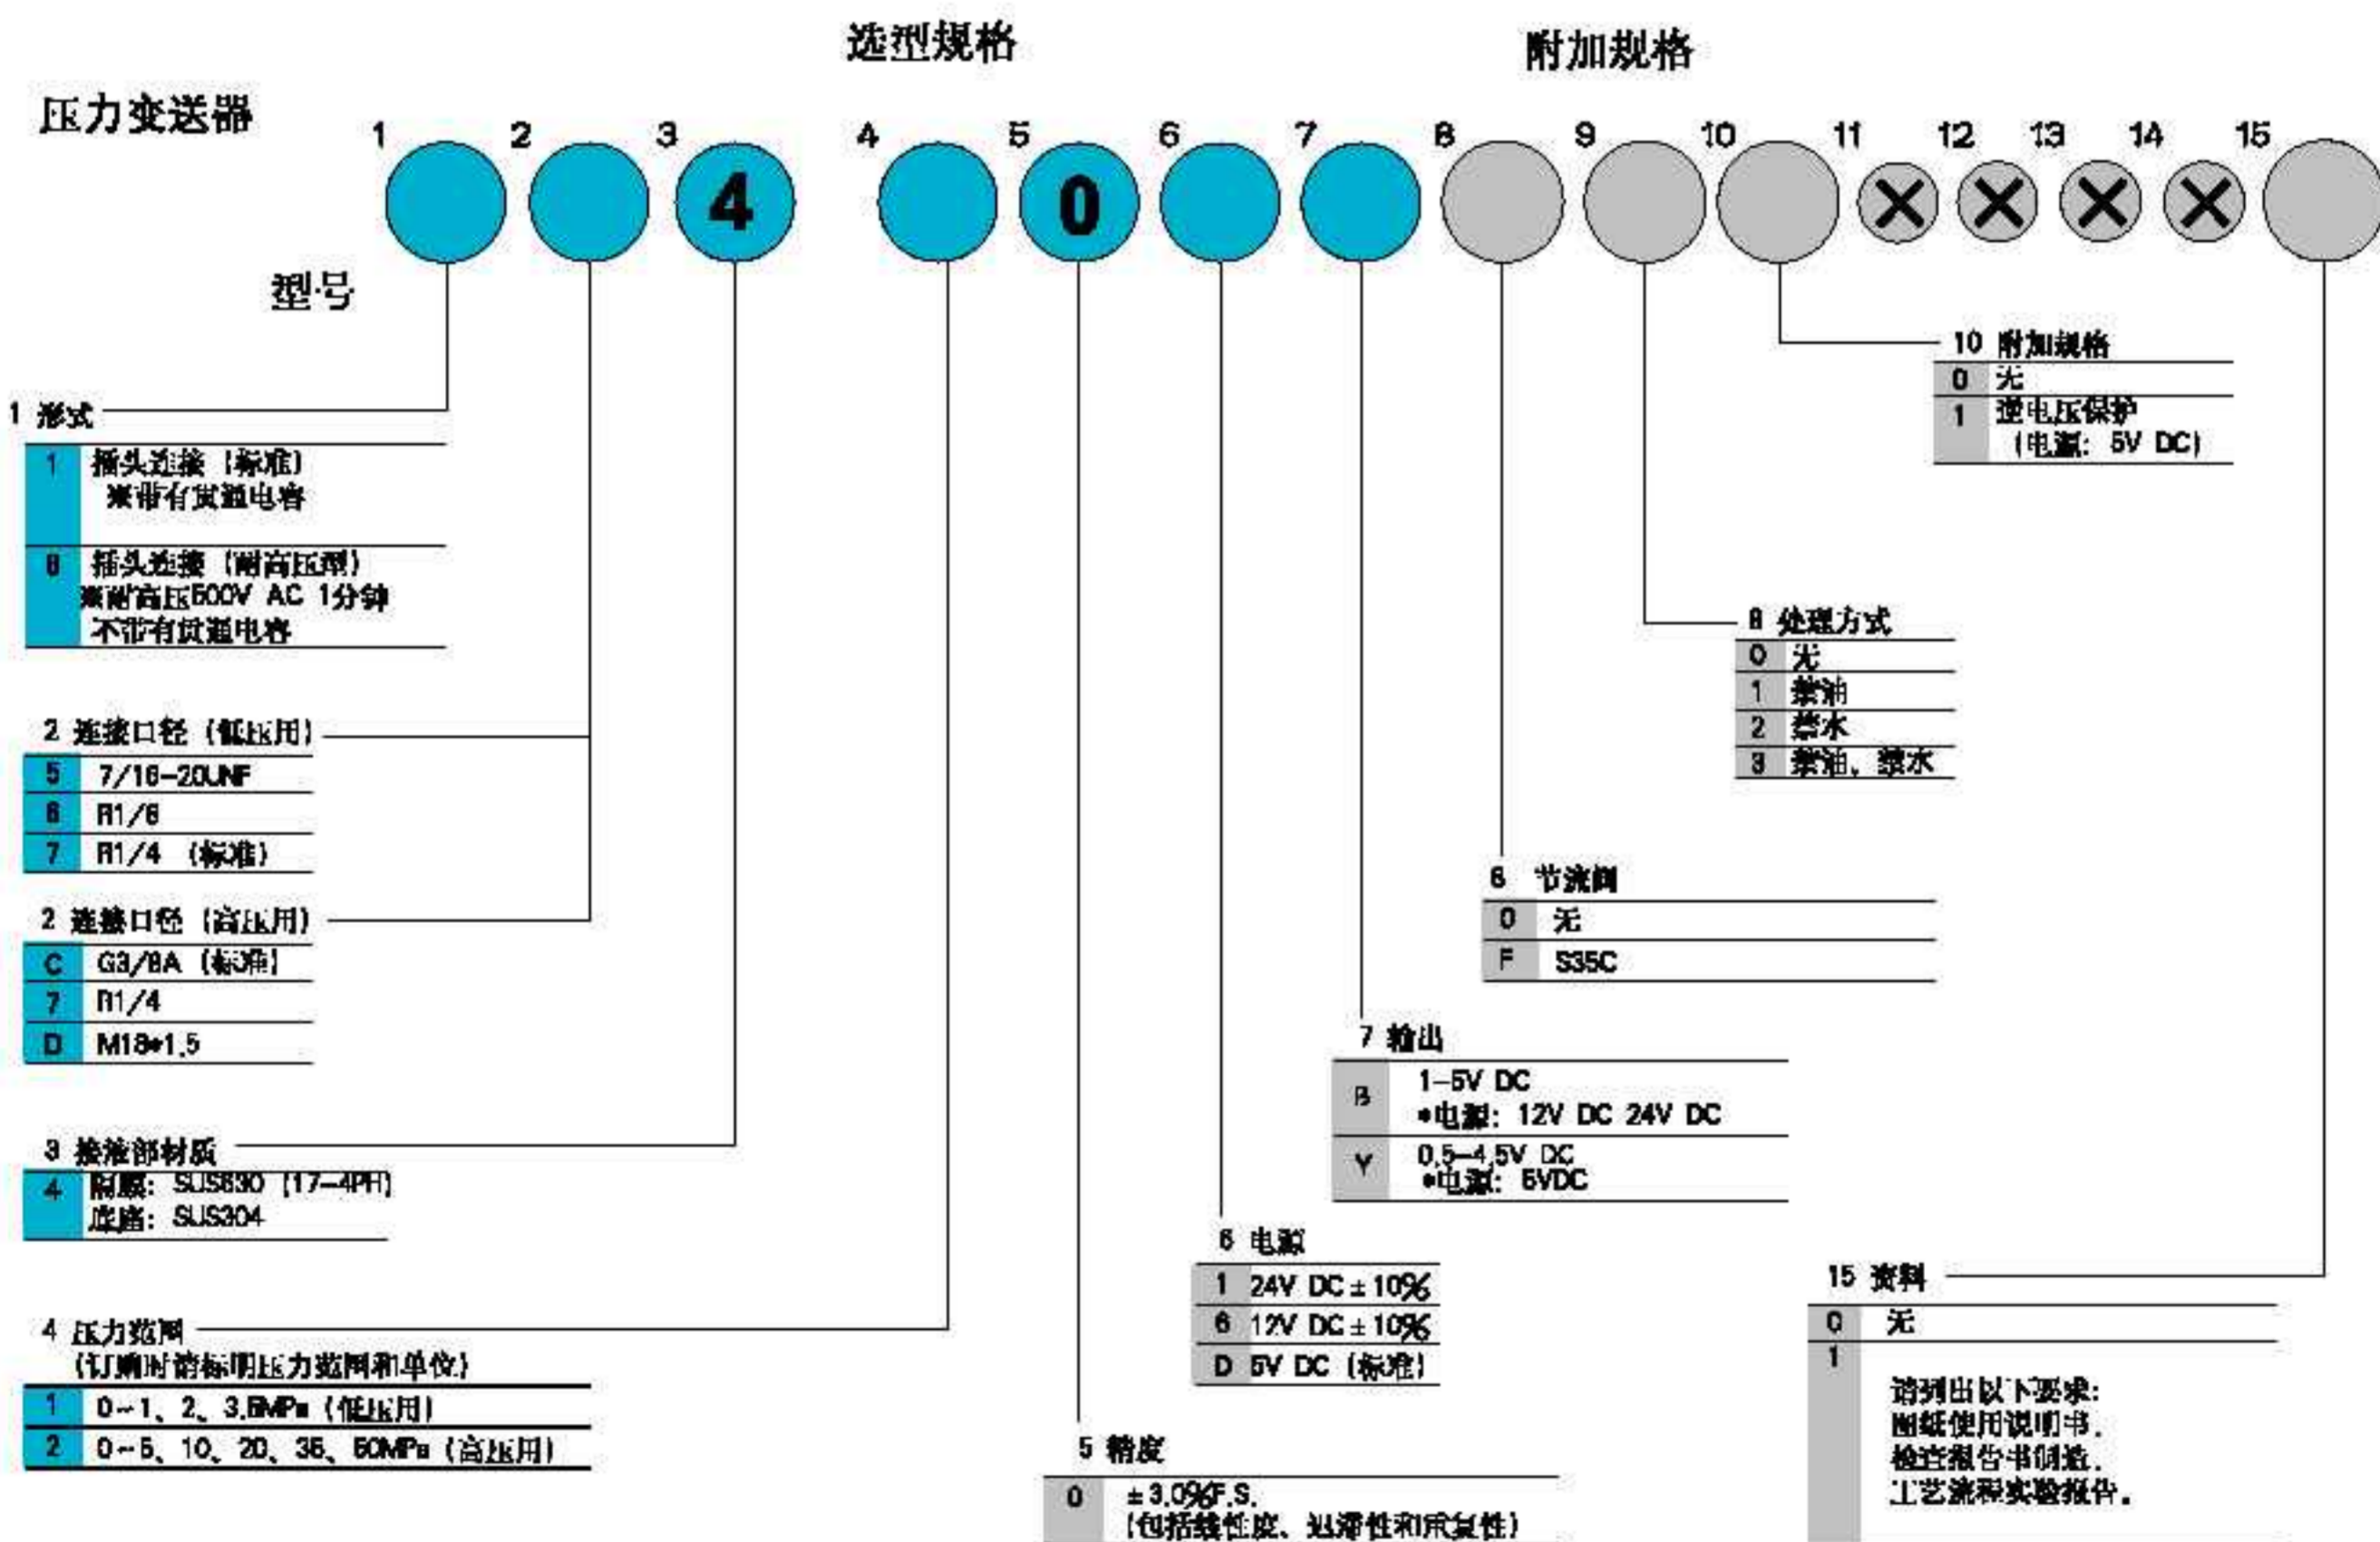 选型规格
附加规格
压力变送器
1 2 3 4 5 6 7 8 9 10 11 12 13 14 15
4 0
型号
10 附加规格
0 无
1 逆电压保护
(电源: 5V DC)
1 形式
1 插头连接 (标准)
※带有贯通电容
8 插头连接 (耐高压型)
※耐高压500V AC 1分钟
不带有贯通电容
处理方式
0 无
1 禁油
2 禁水
3 禁油、禁水
2 连接口径 (低压用)
5 7/16-20UNF
6 R1/8
7 R1/4 (标准)
节流阀
0 无
F S35C
2 连接口径 (高压用)
C G3/8A (标准)
7 R1/4
D M18*1.5
7 输出
B 1-5V DC
*电源: 12V DC 24V DC
Y 0.5-4.5V DC
*电源: 5VDC
3 接液部材质
4 隔膜: SUS630 (17-4PH)
底座: SUS304
6 电源
1 24V DC ± 10%
6 12V DC ± 10%
D 5V DC (标准)
15 资料
0 无
1
请列出以下要求:
图纸使用说明书.
检查报告书制造.
工艺流程实验报告.
4 压力范围
(订购时请标明压力范围和单位)
1 0~1、2、3.5MPa (低压用)
2 0~5、10、20、35、50MPa (高压用)
5 精度
0 ± 3.0%F.S.
(包括线性度、迟滞性和重复性)